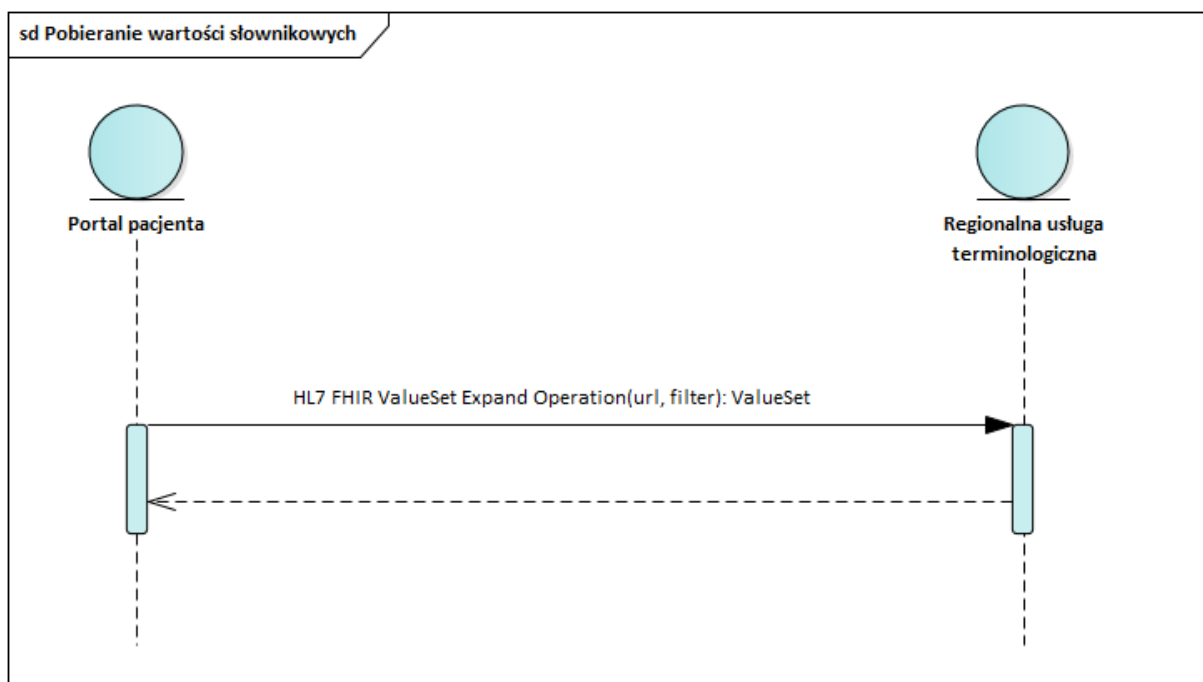 sd Pobieranie wartości słownikowych
Portal pacjenta
Regionalna usługa
terminologiczna
HL7 FHIR ValueSet Expand Operation(url, filter): ValueSet